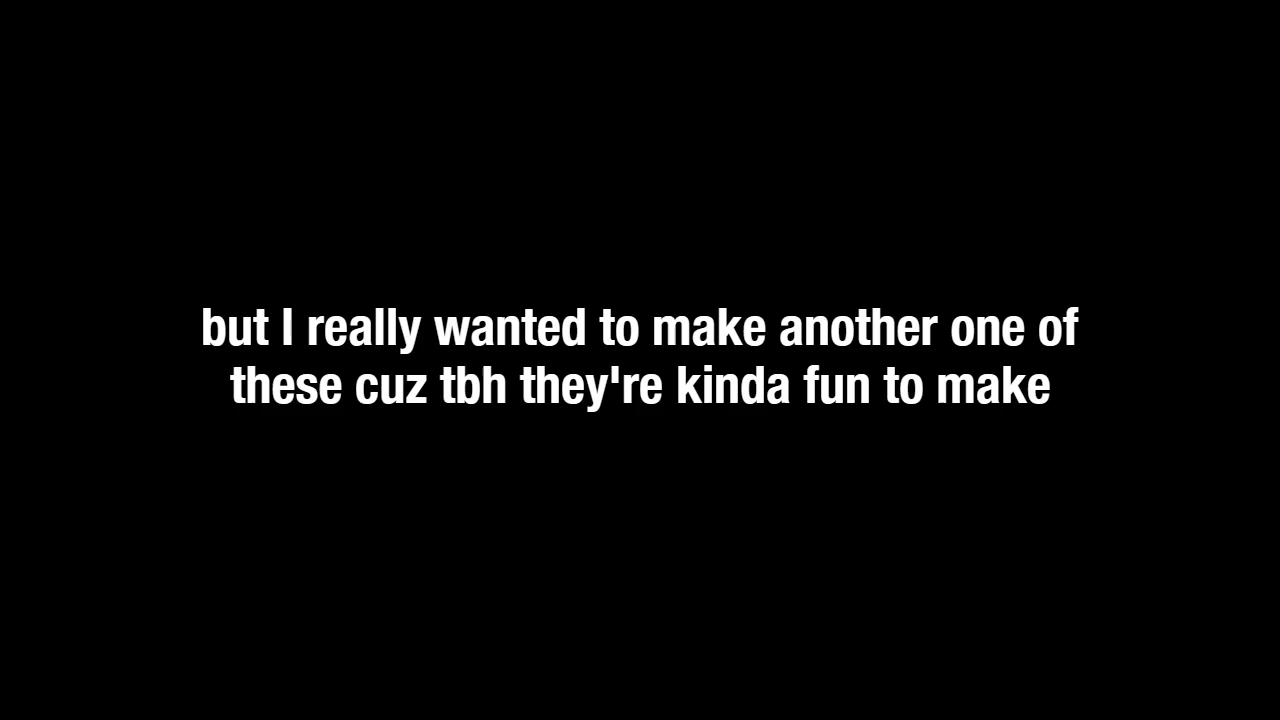 but I really wanted to make another one of
these cuz tbh they're kinda fun to make